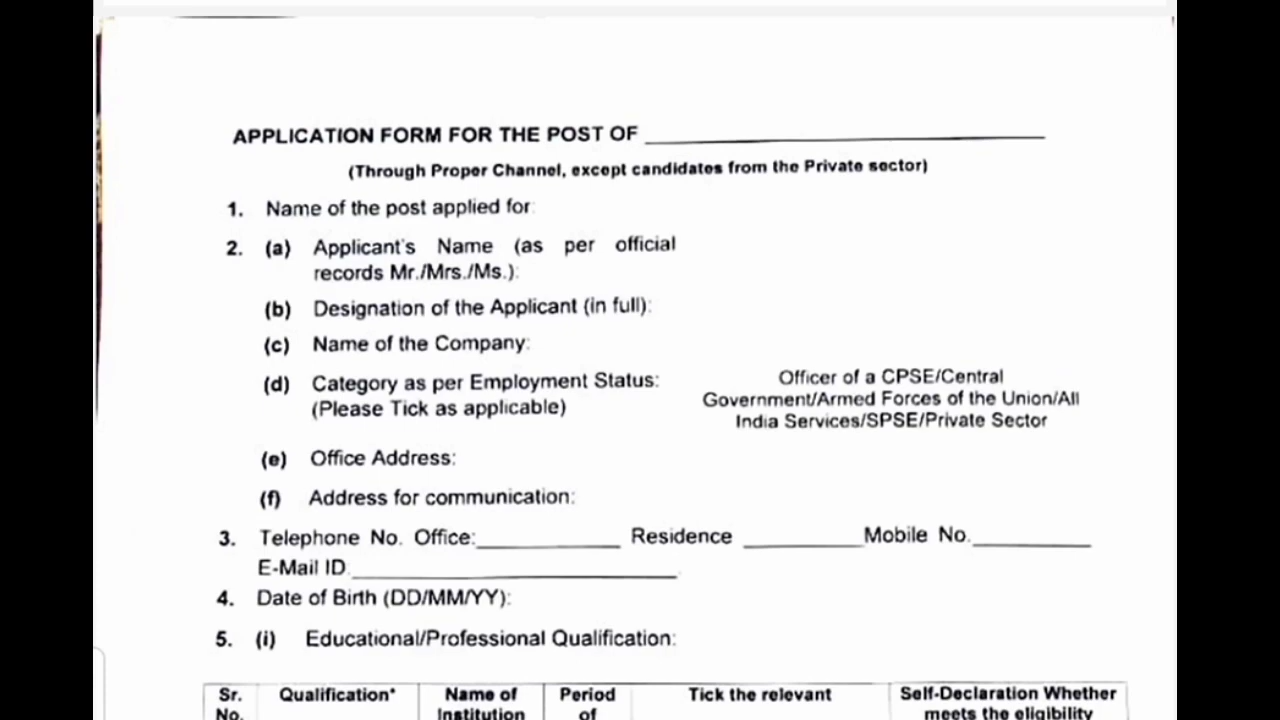 APPLICATION FORM FOR THE POST OF ____________________
(Through Proper Channel, except candidates from the Private sector)
1. Name of the post applied for:
2. (a) Applicant's Name (as per official
records Mr./Mrs./Ms.):
(b) Designation of the Applicant (in full):
(c) Name of the Company:
(d) Category as per Employment Status:
(Please Tick as applicable)
Officer of a CPSE/Central
Government/Armed Forces of the Union/All
India Services/SPSE/Private Sector
(e) Office Address:
(f) Address for communication:
3. Telephone No. Office:__________ Residence __________Mobile No.__________
E-Mail ID____________________
4. Date of Birth (DD/MM/YY):
5. (i) Educational/Professional Qualification:
Sr. Qualification* Name of Period Tick the relevant Self-Declaration Whether
No. Institution of meets the eligibility